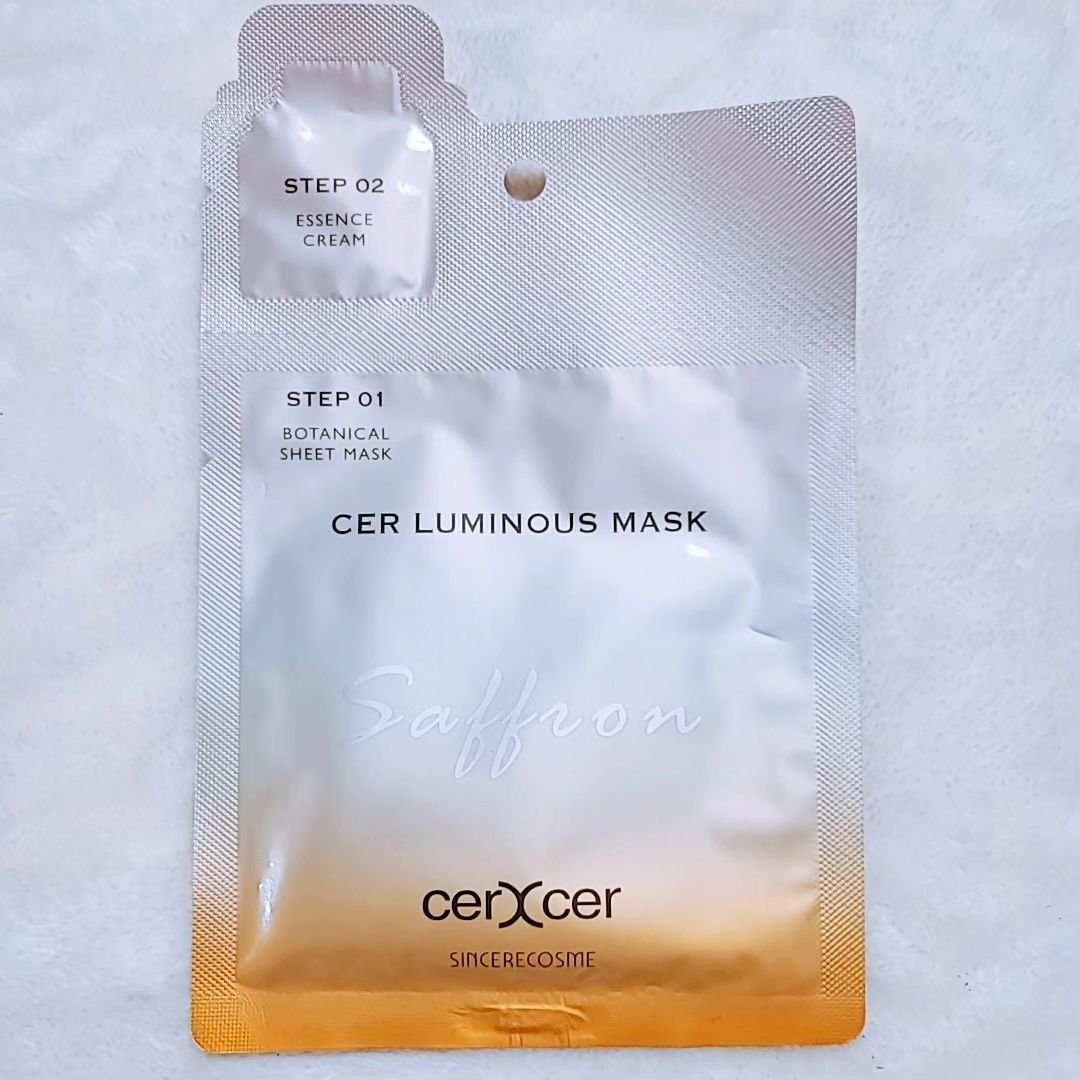 STEP 02
ESSENCE
CREAM
STEP 01
BOTANICAL
SHEET MASK
CER LUMINOUS MASK
Saffron
cerXcer
SINCERECOSME